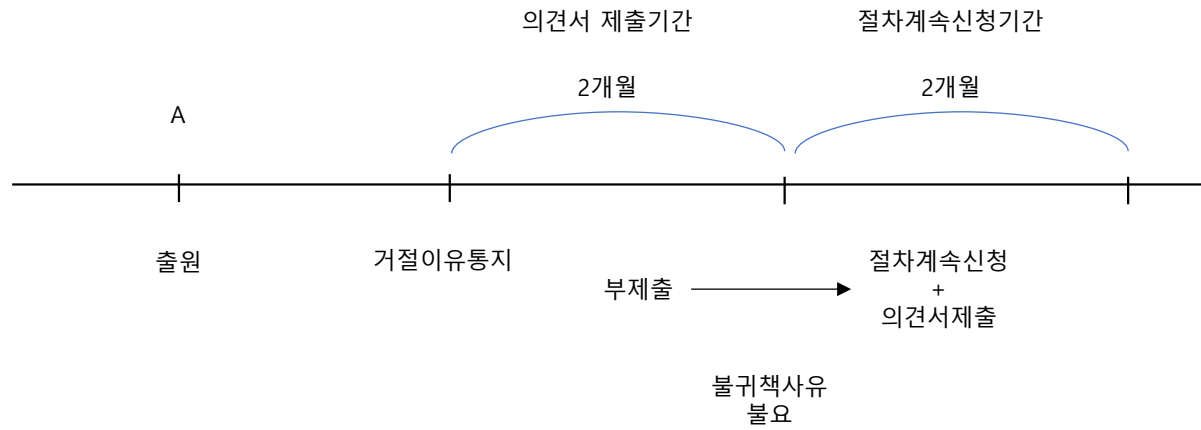 의견서 제출기간
절차계속신청기간
2개월
2개월
A
출원
거절이유통지
부제출
절차계속신청
+
의견서제출
불귀책사유
불요